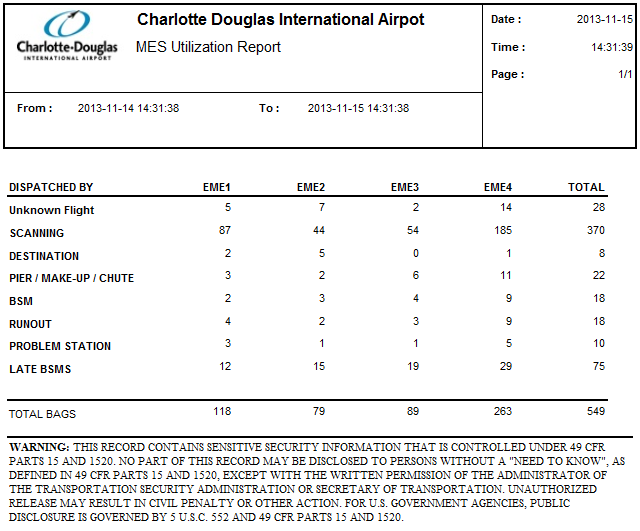 Charlotte-Douglas
INTERNATIONAL AIRPORT
Charlotte Douglas International Airpot
MES Utilization Report
Date : 2013-11-15
Time : 14:31:39
Page : 1/1
From : 2013-11-14 14:31:38 To : 2013-11-15 14:31:38
DISPATCHED BY EME1 EME2 EME3 EME4 TOTAL
Unknown Flight 5 7 2 14 28
SCANNING 87 44 54 185 370
DESTINATION 2 5 0 1 8
PIER / MAKE-UP / CHUTE 3 2 6 11 22
BSM 2 3 4 9 18
RUNOUT 4 2 3 9 18
PROBLEM STATION 3 1 1 5 10
LATE BSMS 12 15 19 29 75
TOTAL BAGS 118 79 89 263 549
WARNING: THIS RECORD CONTAINS SENSITIVE SECURITY INFORMATION THAT IS CONTROLLED UNDER 49 CFR
PARTS 15 AND 1520. NO PART OF THIS RECORD MAY BE DISCLOSED TO PERSONS WITHOUT A "NEED TO KNOW", AS
DEFINED IN 49 CFR PARTS 15 AND 1520, EXCEPT WITH THE WRITTEN PERMISSION OF THE ADMINISTRATOR OF
THE TRANSPORTATION SECURITY ADMINISTRATION OR SECRETARY OF TRANSPORTATION. UNAUTHORIZED
RELEASE MAY RESULT IN CIVIL PENALTY OR OTHER ACTION. FOR U.S. GOVERNMENT AGENCIES, PUBLIC
DISCLOSURE IS GOVERNED BY 5 U.S.C. 552 AND 49 CFR PARTS 15 AND 1520.